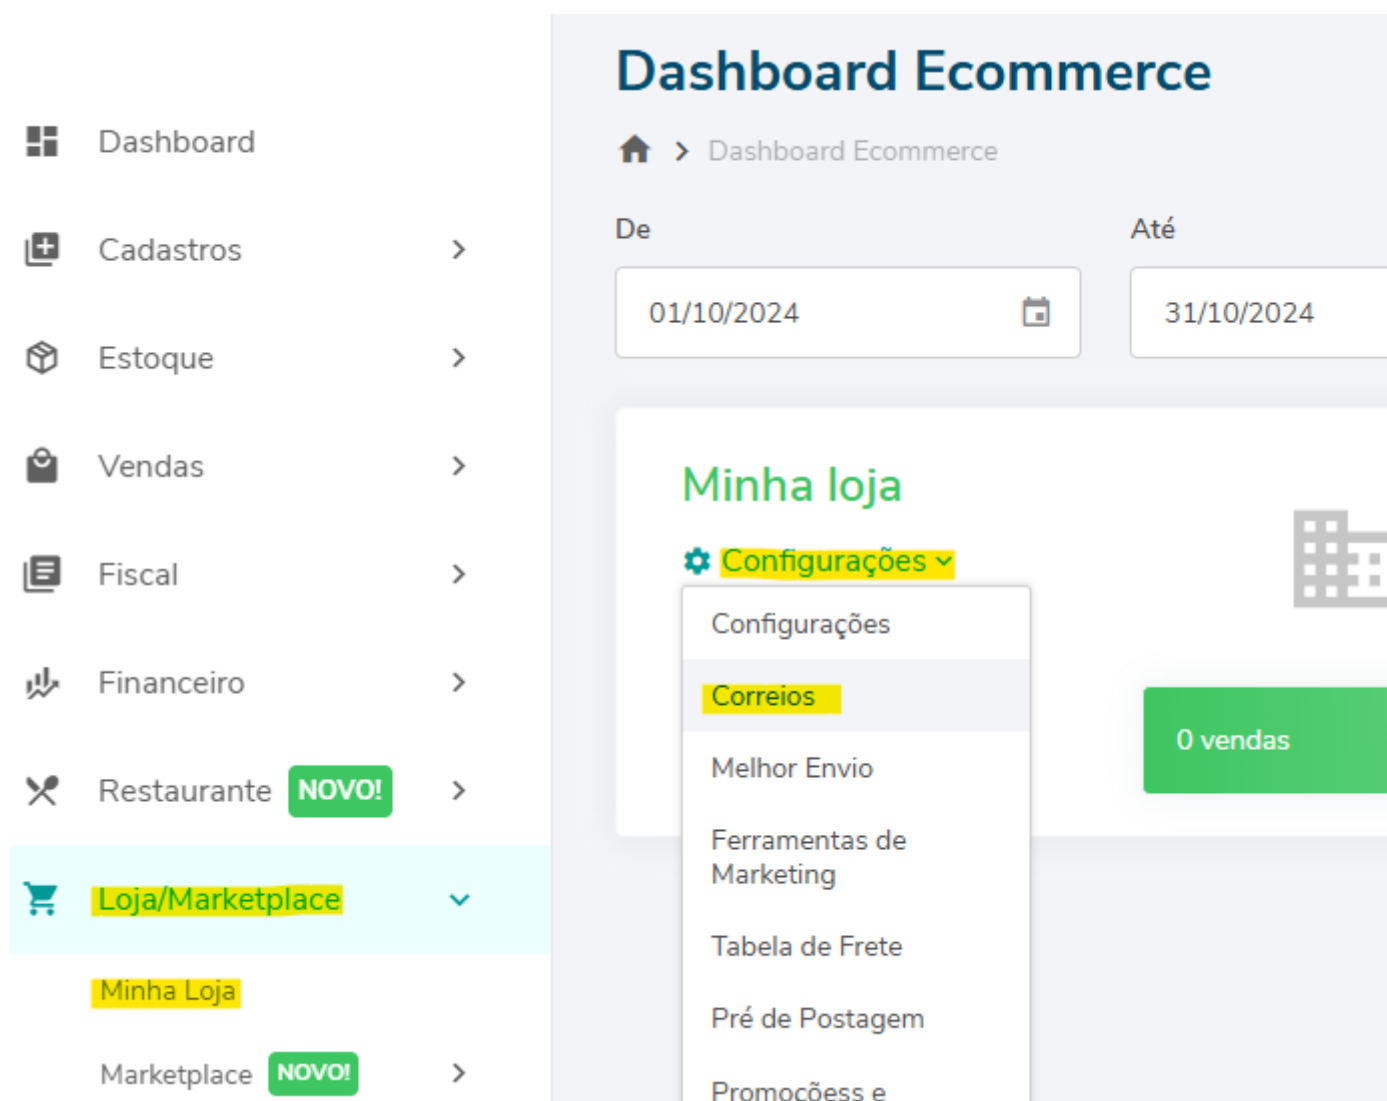 Dashboard
Cadastros
Estoque
Vendas
Fiscal
Financeiro
Restaurante NOVO!
Loja/Marketplace
Minha Loja
Marketplace NOVO!
Dashboard Ecommerce
Dashboard Ecommerce
De
Até
01/10/2024
31/10/2024
Minha loja
Configurações
Configurações
Correios
Melhor Envio
Ferramentas de
Marketing
Tabela de Frete
Pré de Postagem
Promoçõess e
0 vendas